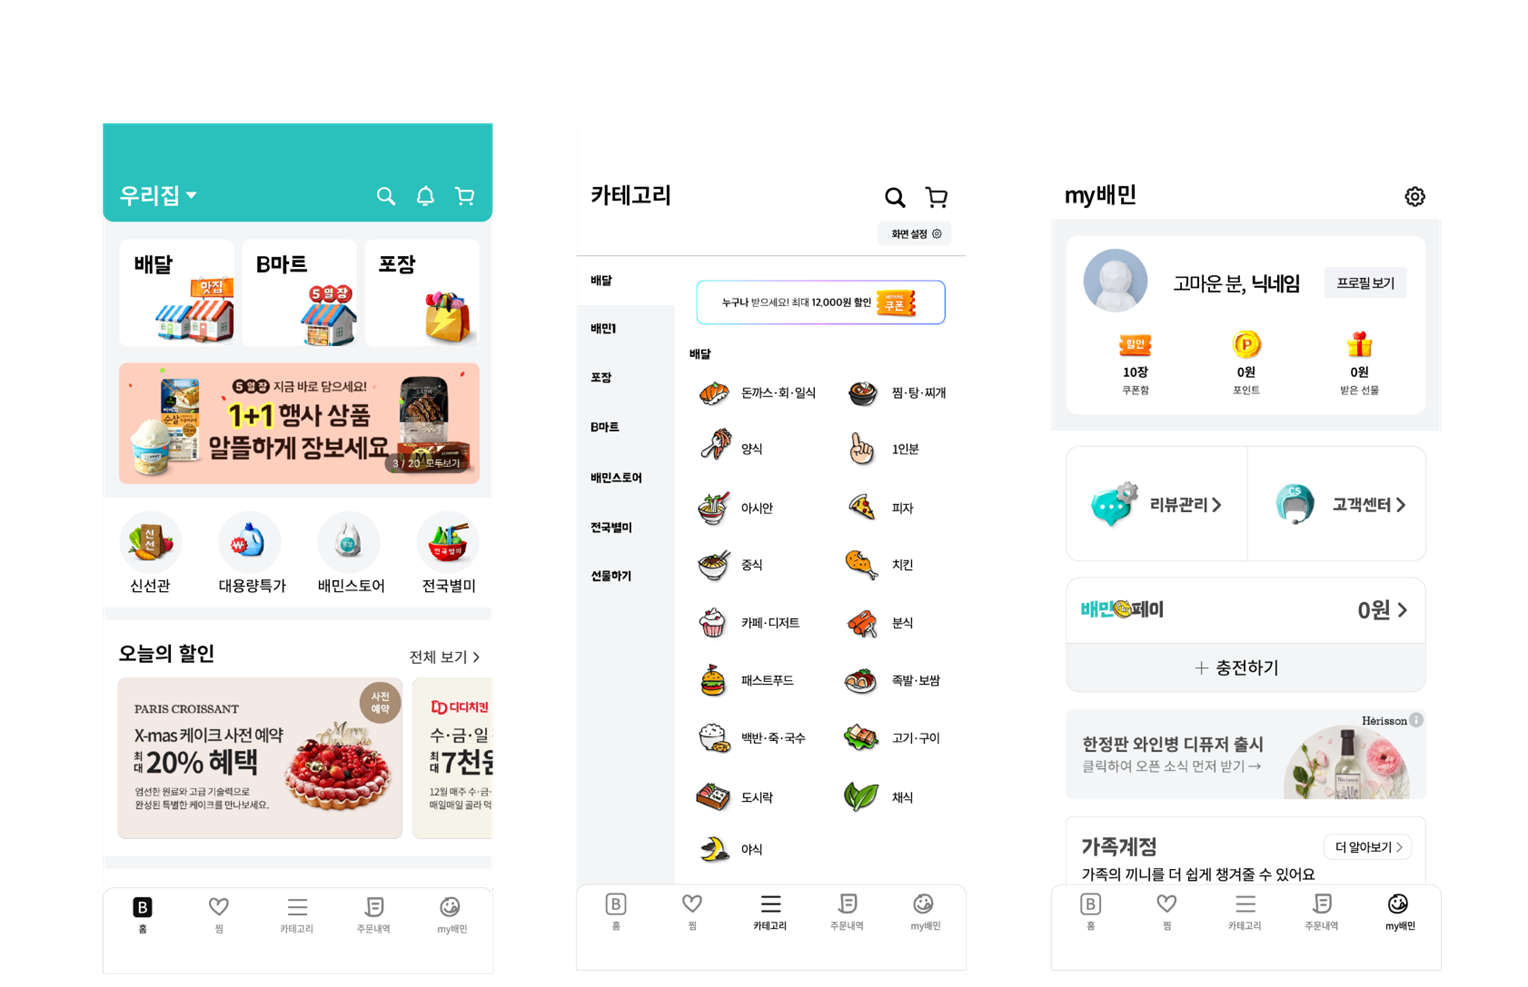 우리집
배달
B마트
포장
맛집
5열장
5열장 지금 바로 담으세요!
1+1 행사 상품
알뜰하게 장보세요
3 / 20 모두보기
신선
전국별미
신선관
대용량특가
배민스토어
전국별미
오늘의 할인
전체 보기 >
사전
예약
PARIS CROISSANT
X-mas 케이크 사전 예약
최대 20% 혜택
엄선한 원료와 고급 기술력으로
완성된 특별한 케이크를 만나보세요.
디디치킨
수·금·일
최대 7천원
12월 매주 수·금·
매일매일 골라 먹
B
홈
찜
카테고리
주문내역
my배민
카테고리
화면 설정
배달
배민1
포장
B마트
배민스토어
전국별미
선물하기
누구나 받으세요! 최대 12,000원 할인
쿠폰
배달
돈까스·회·일식
찜·탕·찌개
양식
1인분
아시안
피자
중식
치킨
카페·디저트
분식
패스트푸드
족발·보쌈
백반·죽·국수
고기·구이
도시락
채식
야식
B
홈
찜
카테고리
주문내역
my배민
my배민
고마운 분, 닉네임
프로필 보기
할인
P
10장
0원
0원
쿠폰함
포인트
받은 선물
리뷰관리 >
CS
고객센터 >
배민페이
0원 >
+ 충전하기
Hérisson
한정판 와인병 디퓨저 출시
클릭하여 오픈 소식 먼저 받기 →
가족계정
더 알아보기 >
가족의 끼니를 더 쉽게 챙겨줄 수 있어요
B
홈
찜
카테고리
주문내역
my배민